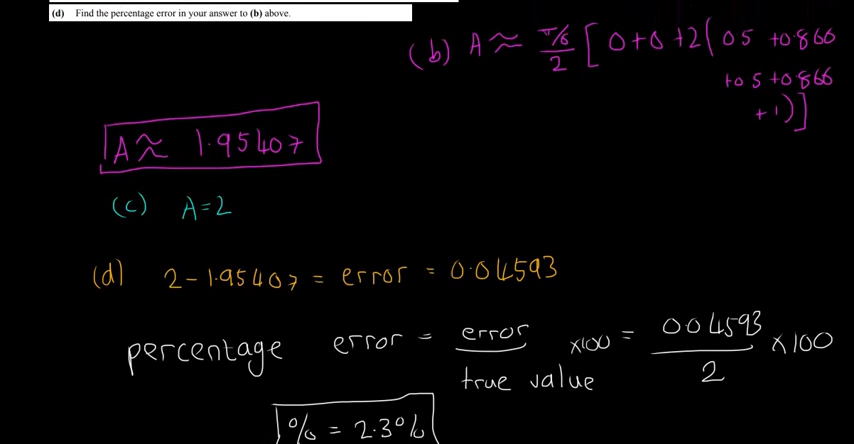 (d) Find the percentage error in your answer to (b) above.
(b) A ≈ π/6/2 [ 0+0+2( 0.5 +0.866
+0.5+0.866
+1)]
A ≈ 1.95407
(c) A=2
(d) 2-1.95407 = error = 0.04593
percentage error = error/true value ×100 = 0.04593/2 ×100
% = 2.3%